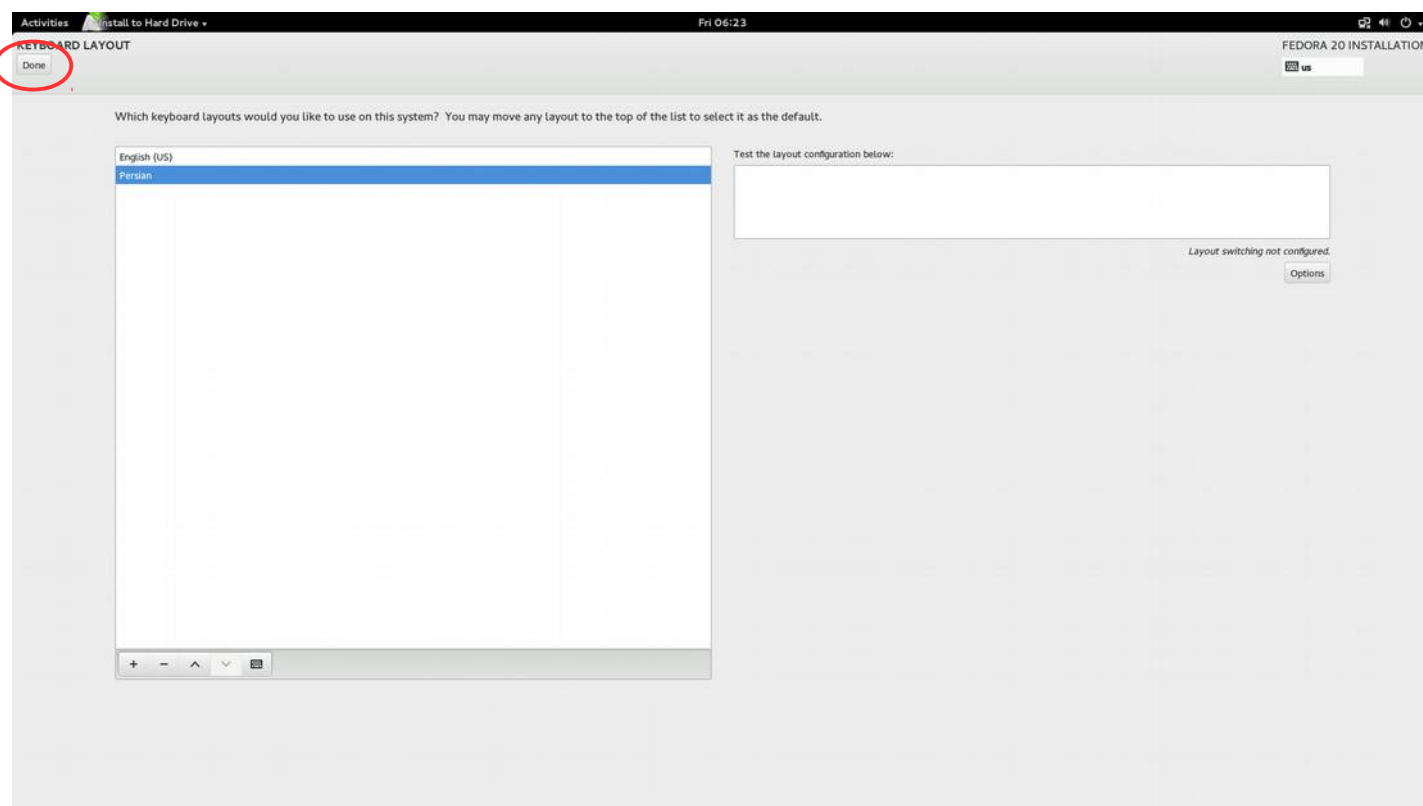 Activities Install to Hard Drive Fri 06:23
KEYBOARD LAYOUT FEDORA 20 INSTALLATION
Done us
Which keyboard layouts would you like to use on this system? You may move any layout to the top of the list to select it as the default.
English (US) Test the layout configuration below:
Persian
Layout switching not configured.
Options